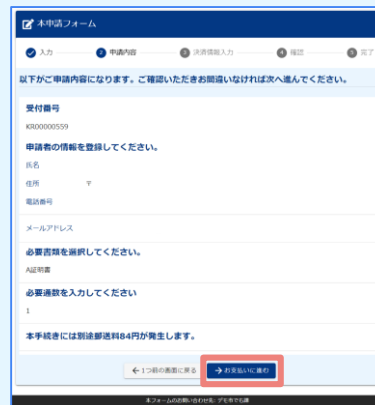 本申請フォーム
入力 2 申請内容 3 決済情報入力 4 確認 5 完了
以下がご申請内容になります。ご確認いただきお間違いなければ次へ進んでください。
受付番号
KR00000559
申請者の情報を登録してください。
氏名
住所 〒
電話番号
メールアドレス
必要書類を選択してください。
A証明書
必要通数を入力してください
1
本手続きには別途郵送料84円が発生します。
1つ前の画面に戻る お支払いに進む
本フォームのお問い合わせ先: